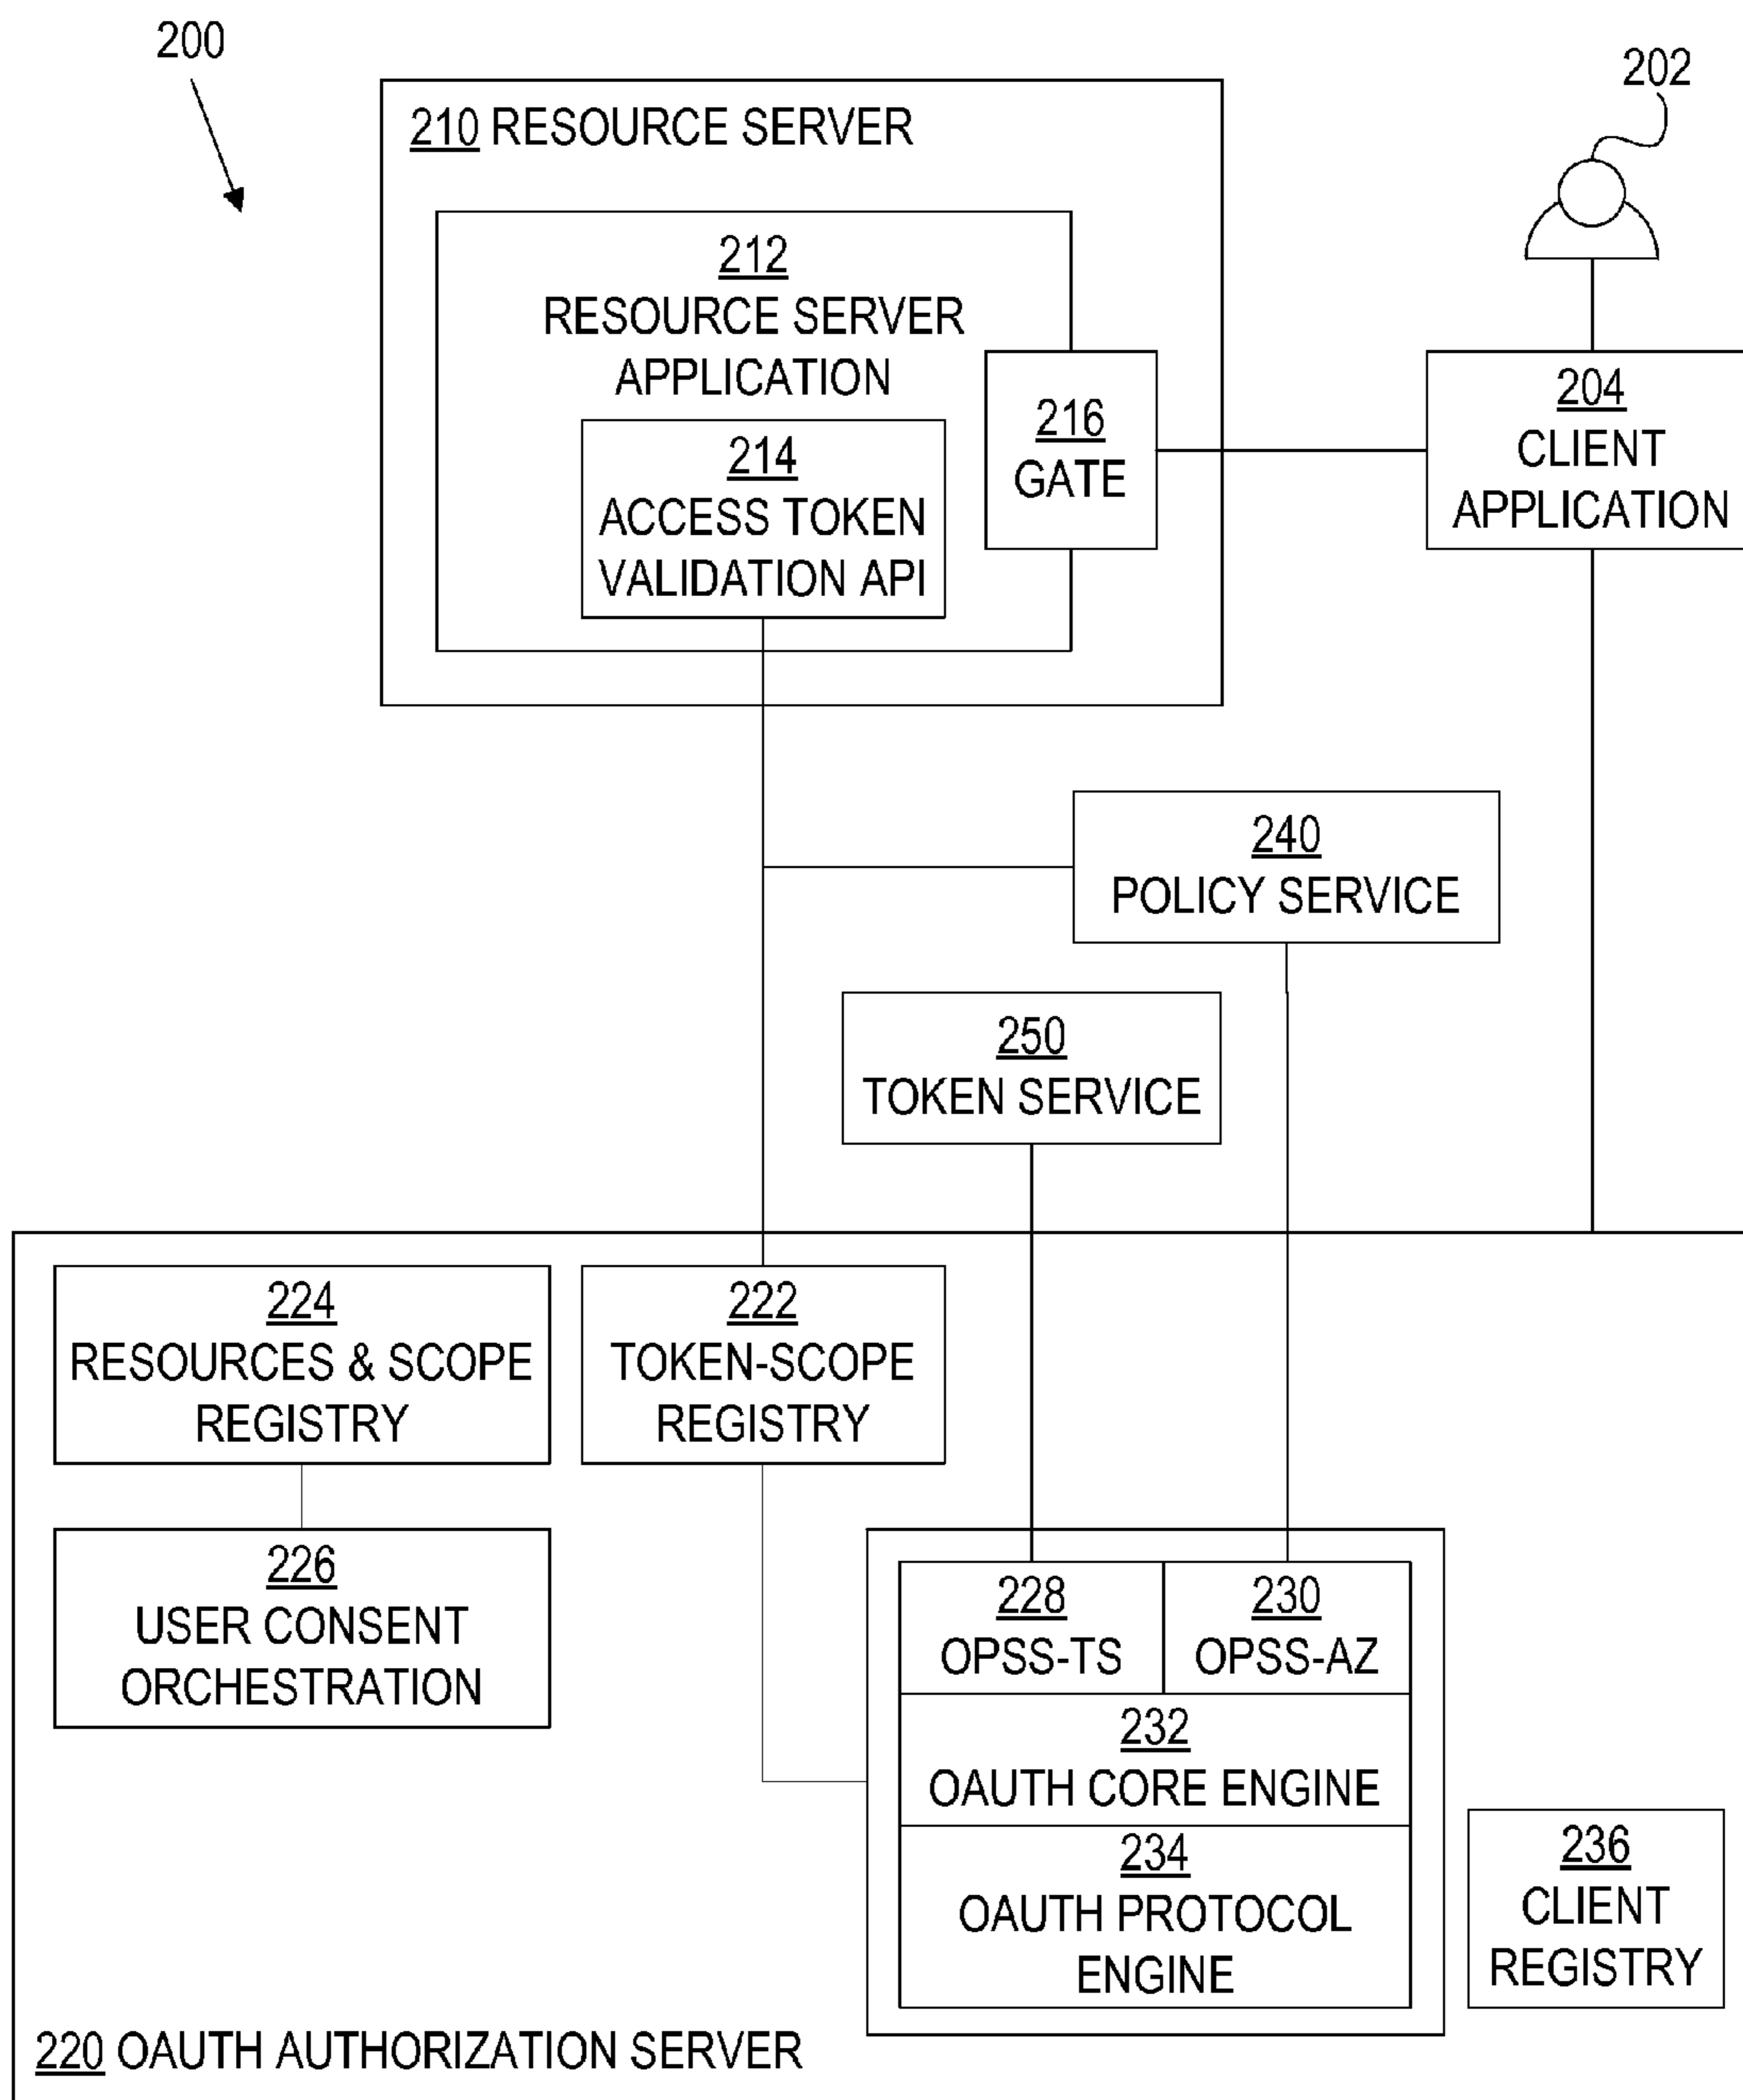 200
202
210 RESOURCE SERVER
212
RESOURCE SERVER
APPLICATION
214
ACCESS TOKEN
VALIDATION API
216
GATE
204
CLIENT
APPLICATION
240
POLICY SERVICE
250
TOKEN SERVICE
224
RESOURCES & SCOPE
REGISTRY
222
TOKEN-SCOPE
REGISTRY
226
USER CONSENT
ORCHESTRATION
228
OPSS-TS
230
OPSS-AZ
232
OAUTH CORE ENGINE
234
OAUTH PROTOCOL
ENGINE
236
CLIENT
REGISTRY
220 OAUTH AUTHORIZATION SERVER